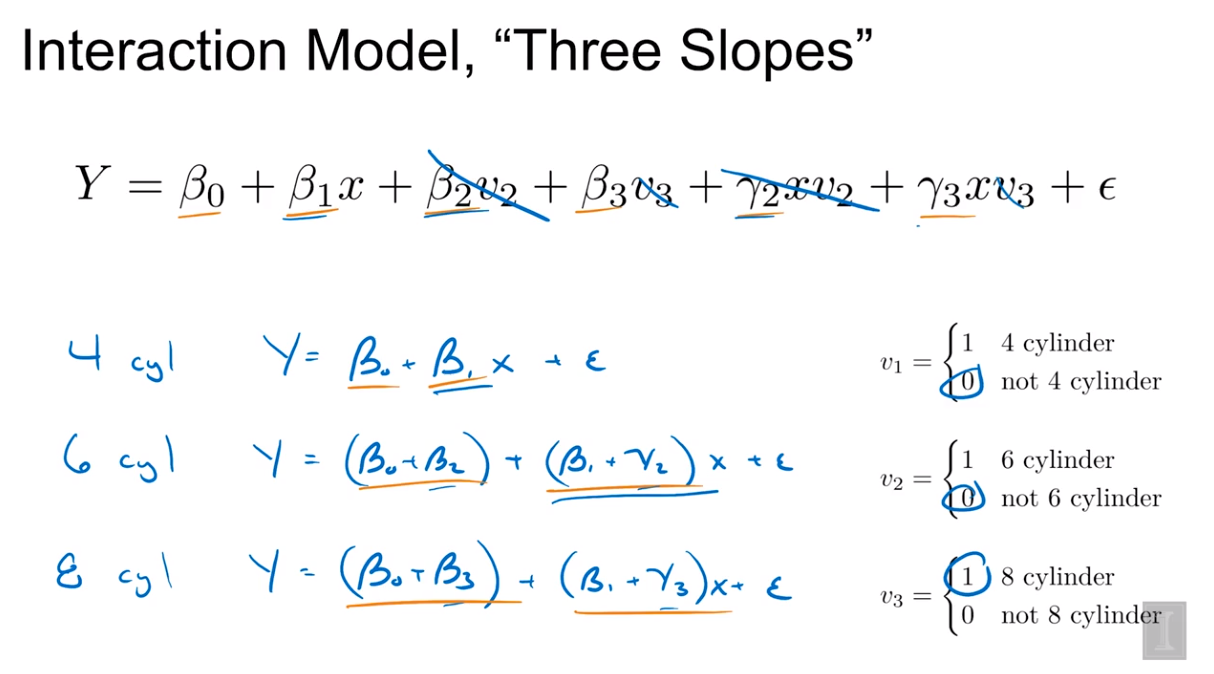 Interaction Model, “Three Slopes”
Y = β₀ + β₁x + β₂v₂ + β₃v₃ + γ₂xv₂ + γ₃xv₃ + ϵ
4 cyl Y = β₀ + β₁ x + ε
v₁ = { 1 4 cylinder
0 not 4 cylinder
6 cyl Y = (β₀ + β₂) + (β₁ + γ₂) x + ε
v₂ = { 1 6 cylinder
0 not 6 cylinder
8 cyl Y = (β₀ + β₃) + (β₁ + γ₃) x + ε
v₃ = { 1 8 cylinder
0 not 8 cylinder
I